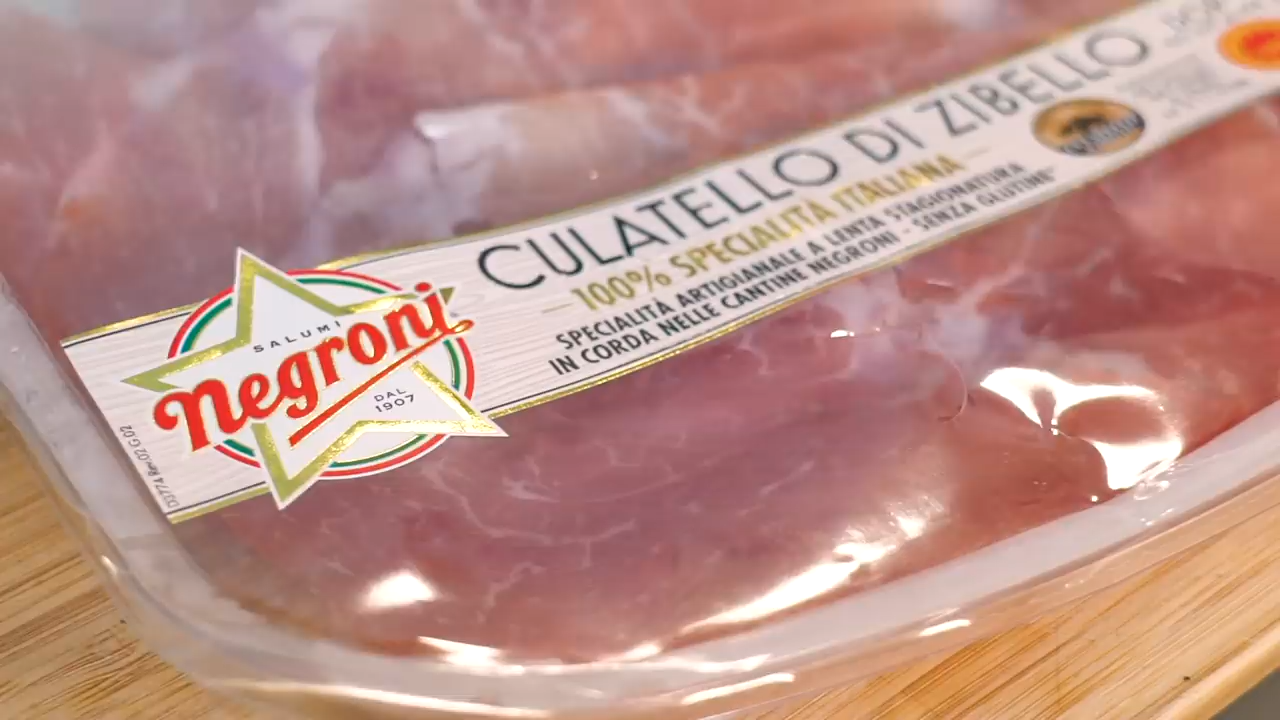 SALUMI
negroni
DAL
1907
CULATELLO DI ZIBELLO
100% SPECIALITÀ ITALIANA
SPECIALITÀ ARTIGIANALE A LENTA STAGIONATURA
IN CORDA NELLE CANTINE NEGRONI - SENZA GLUTINE*